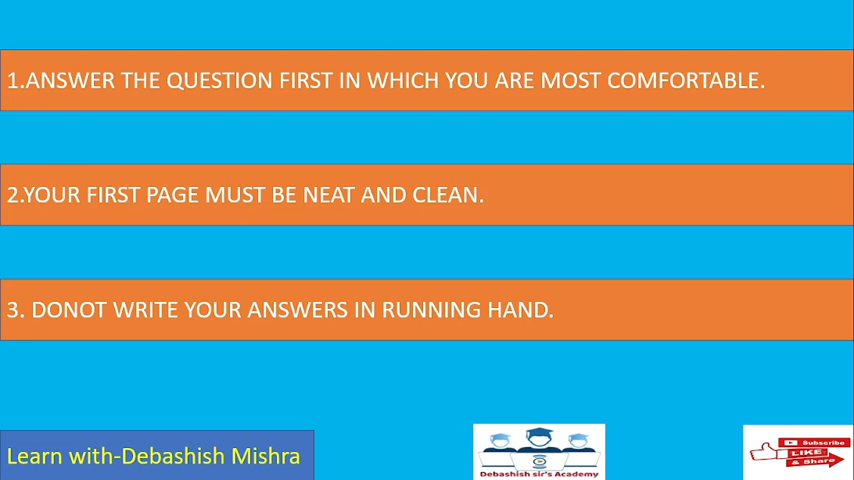 1.ANSWER THE QUESTION FIRST IN WHICH YOU ARE MOST COMFORTABLE.
2.YOUR FIRST PAGE MUST BE NEAT AND CLEAN.
3. DONOT WRITE YOUR ANSWERS IN RUNNING HAND.
Learn with-Debashish Mishra
Debashish sir's Academy
Subscribe
LIKE
& Share